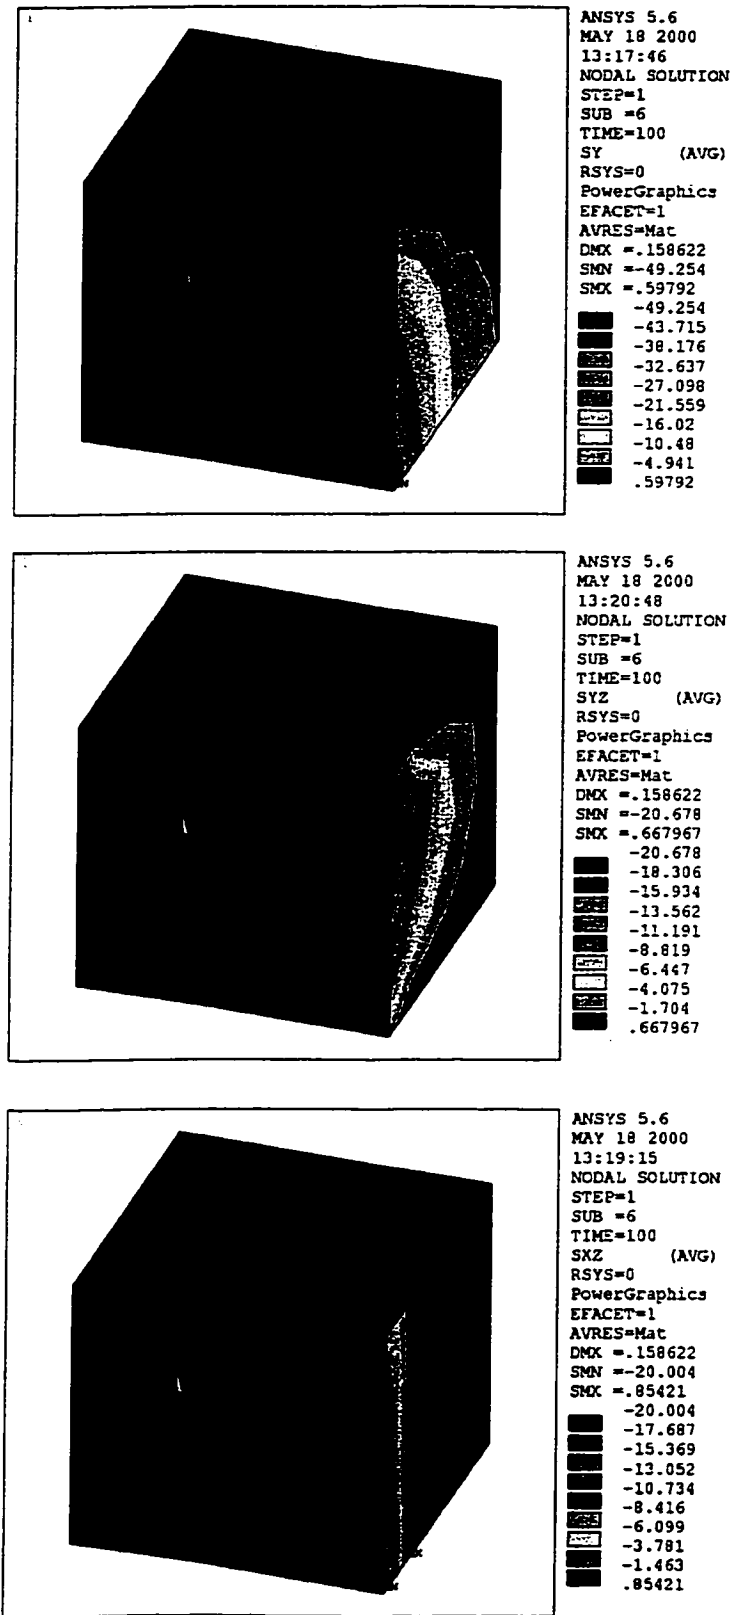 1
ANSYS 5.6
MAY 18 2000
13:17:46
NODAL SOLUTION
STEP=1
SUB =6
TIME=100
SY (AVG)
RSYS=0
PowerGraphics
EFACET=1
AVRES=Mat
DMX =.158622
SMN =-49.254
SMX =.59792
-49.254
-43.715
-38.176
-32.637
-27.098
-21.559
-16.02
-10.48
-4.941
.59792
ANSYS 5.6
MAY 18 2000
13:20:48
NODAL SOLUTION
STEP=1
SUB =6
TIME=100
SYZ (AVG)
RSYS=0
PowerGraphics
EFACET=1
AVRES=Mat
DMX =.158622
SMN =-20.678
SMX =.667967
-20.678
-18.306
-15.934
-13.562
-11.191
-8.819
-6.447
-4.075
-1.704
.667967
ANSYS 5.6
MAY 18 2000
13:19:15
NODAL SOLUTION
STEP=1
SUB =6
TIME=100
SXZ (AVG)
RSYS=0
PowerGraphics
EFACET=1
AVRES=Mat
DMX =.158622
SMN =-20.004
SMX =.85421
-20.004
-17.687
-15.369
-13.052
-10.734
-8.416
-6.099
-3.781
-1.463
.85421